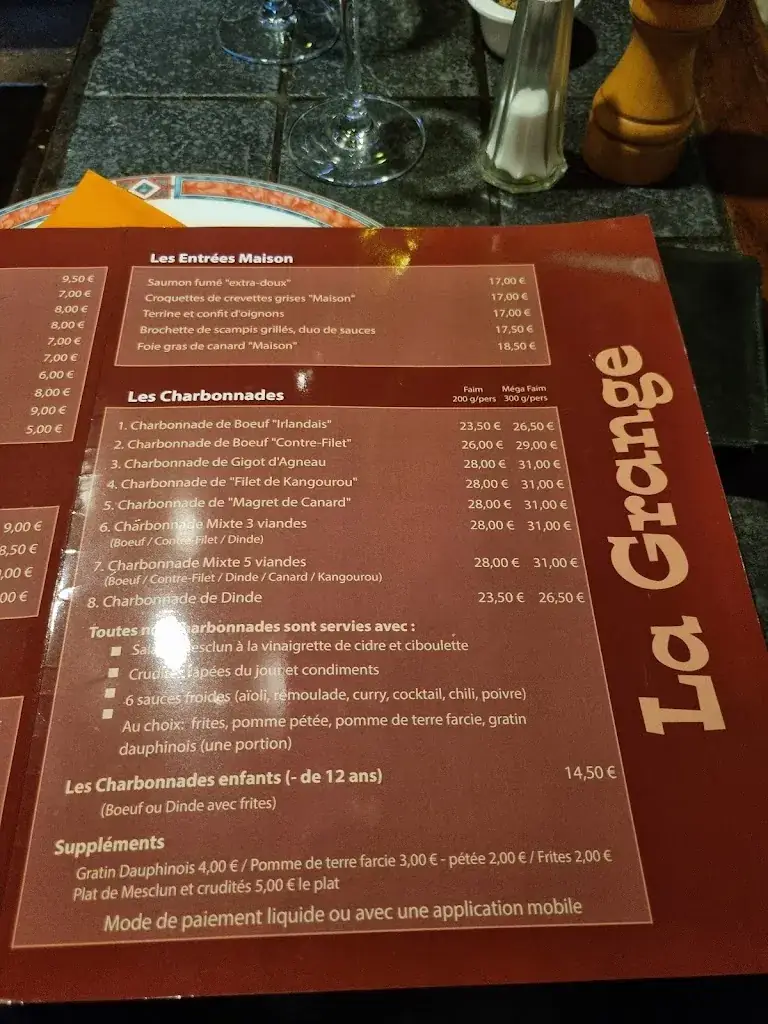 9,50 €
7,00 €
8,00 €
8,00 €
7,00 €
7,00 €
6,00 €
8,00 €
9,00 €
5,00 €
9,00 €
8,50 €
,00 €
00 €
Les Entrées Maison
Saumon fumé "extra-doux" 17,00 €
Croquettes de crevettes grises "Maison" 17,00 €
Terrine et confit d'oignons 17,00 €
Brochette de scampis grillés, duo de sauces 17,50 €
Foie gras de canard "Maison" 18,50 €
Les Charbonnades
Faim Méga Faim
200 g/pers 300 g/pers
1. Charbonnade de Boeuf "Irlandais" 23,50 € 26,50 €
2. Charbonnade de Boeuf "Contre-Filet" 26,00 € 29,00 €
3. Charbonnade de Gigot d'Agneau 28,00 € 31,00 €
4. Charbonnade de "Filet de Kangourou" 28,00 € 31,00 €
5. Charbonnade de "Magret de Canard" 28,00 € 31,00 €
6. Charbonnade Mixte 3 viandes 28,00 € 31,00 €
(Boeuf / Contre-Filet / Dinde)
7. Charbonnade Mixte 5 viandes 28,00 € 31,00 €
(Boeuf / Contre-Filet / Dinde / Canard / Kangourou)
8. Charbonnade de Dinde 23,50 € 26,50 €
Toutes charbonnades sont servies avec :
mesclun à la vinaigrette de cidre et ciboulette
râpées du jour et condiments
6 sauces froides (aïoli, rémoulade, curry, cocktail, chili, poivre)
Au choix: frites, pomme pétée, pomme de terre farcie, gratin
dauphinois (une portion)
Les Charbonnades enfants (- de 12 ans) 14,50 €
(Boeuf ou Dinde avec frites)
Suppléments
Gratin Dauphinois 4,00 € / Pomme de terre farcie 3,00 € - pétée 2,00 € / Frites 2,00 €
Plat de Mesclun et crudités 5,00 € le plat
Mode de paiement liquide ou avec une application mobile
La Grange